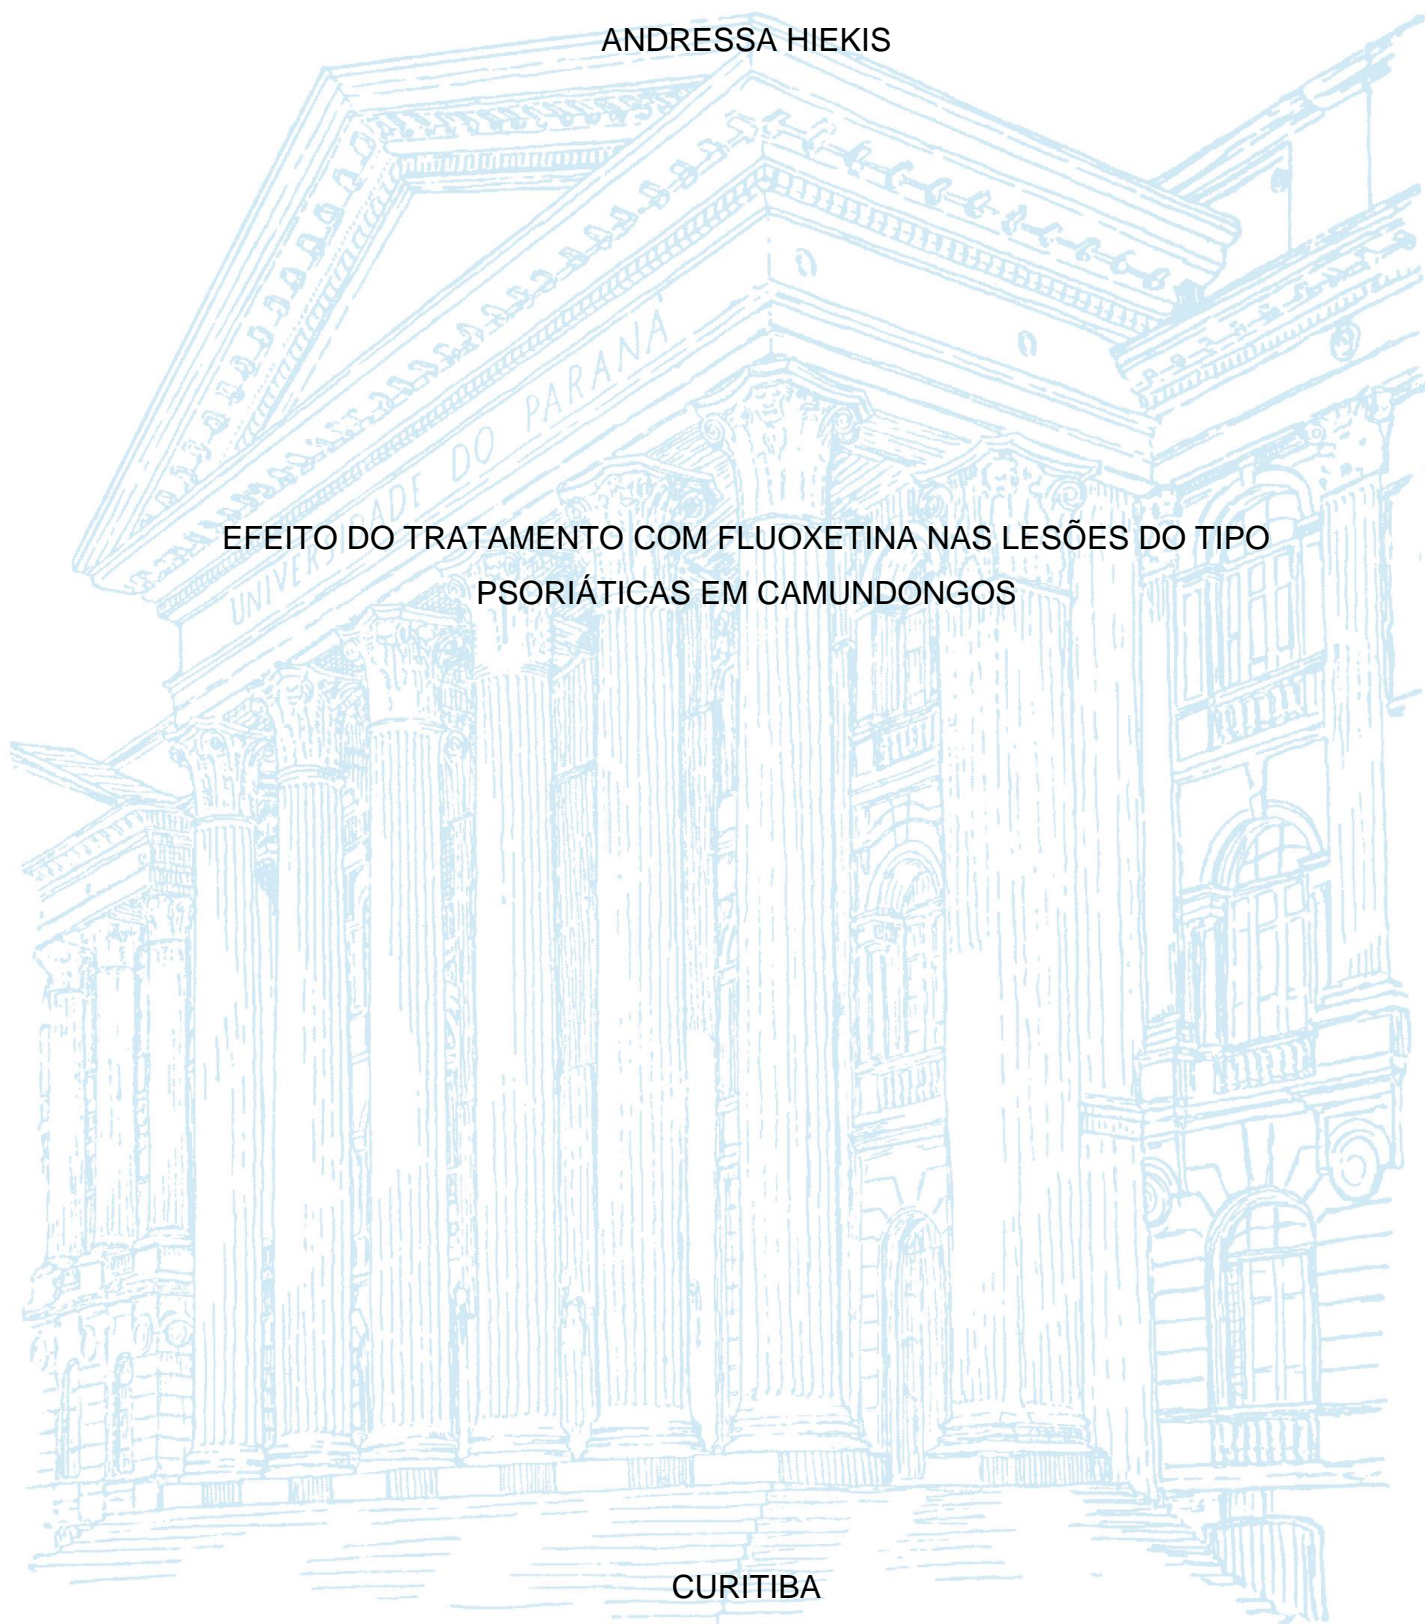 ANDRESSA HIEKIS
UNIVERSIDADE DO PARANÁ
EFEITO DO TRATAMENTO COM FLUOXETINA NAS LESÕES DO TIPO
PSORIÁTICAS EM CAMUNDONGOS
CURITIBA